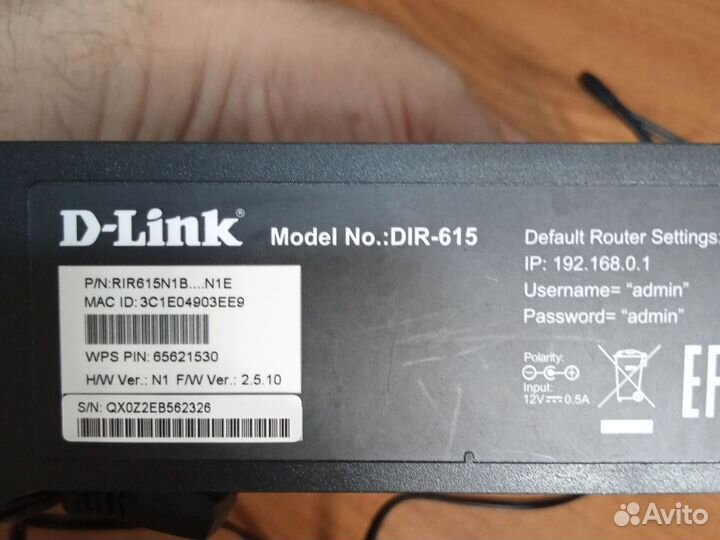 D-Link®
Model No.:DIR-615
P/N:RIR615N1B....N1E
MAC ID: 3C1E04903EE9
WPS PIN: 65621530
H/W Ver.: N1 F/W Ver.: 2.5.10
S/N: QX0Z2EB562326
Default Router Settings:
IP: 192.168.0.1
Username= “admin”
Password= “admin”
Polarity:
Input:
12V⎓0.5A
Avito